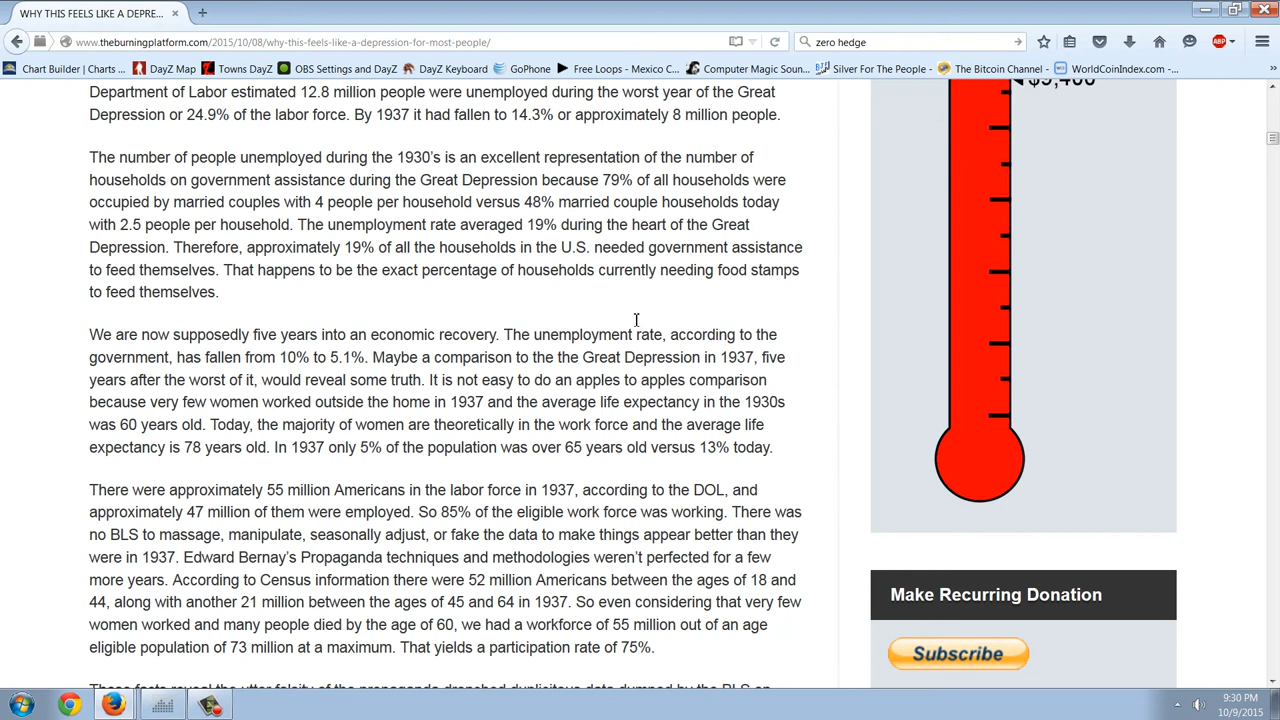 WHY THIS FEELS LIKE A DEPRE...
www.theburningplatform.com/2015/10/08/why-this-feels-like-a-depression-for-most-people/
zero hedge
ABP
Chart Builder | Charts ...
DayZ Map
Towns DayZ
OBS Settings and DayZ
DayZ Keyboard
GoPhone
Free Loops - Mexico C...
Computer Magic Soun...
Silver For The People - ...
The Bitcoin Channel -
WorldCoinIndex.com -...
Department of Labor estimated 12.8 million people were unemployed during the worst year of the Great
Depression or 24.9% of the labor force. By 1937 it had fallen to 14.3% or approximately 8 million people.
The number of people unemployed during the 1930's is an excellent representation of the number of
households on government assistance during the Great Depression because 79% of all households were
occupied by married couples with 4 people per household versus 48% married couple households today
with 2.5 people per household. The unemployment rate averaged 19% during the heart of the Great
Depression. Therefore, approximately 19% of all the households in the U.S. needed government assistance
to feed themselves. That happens to be the exact percentage of households currently needing food stamps
to feed themselves.
We are now supposedly five years into an economic recovery. The unemployment rate, according to the
government, has fallen from 10% to 5.1%. Maybe a comparison to the the Great Depression in 1937, five
years after the worst of it, would reveal some truth. It is not easy to do an apples to apples comparison
because very few women worked outside the home in 1937 and the average life expectancy in the 1930s
was 60 years old. Today, the majority of women are theoretically in the work force and the average life
expectancy is 78 years old. In 1937 only 5% of the population was over 65 years old versus 13% today.
There were approximately 55 million Americans in the labor force in 1937, according to the DOL, and
approximately 47 million of them were employed. So 85% of the eligible work force was working. There was
no BLS to massage, manipulate, seasonally adjust, or fake the data to make things appear better than they
were in 1937. Edward Bernay's Propaganda techniques and methodologies weren't perfected for a few
more years. According to Census information there were 52 million Americans between the ages of 18 and
44, along with another 21 million between the ages of 45 and 64 in 1937. So even considering that very few
women worked and many people died by the age of 60, we had a workforce of 55 million out of an age
eligible population of 73 million at a maximum. That yields a participation rate of 75%.
These facts reveal the utter falsity of the propaganda drenched duplicitous data dumped by the BLS on
$9,400
Make Recurring Donation
Subscribe
9:30 PM
10/9/2015